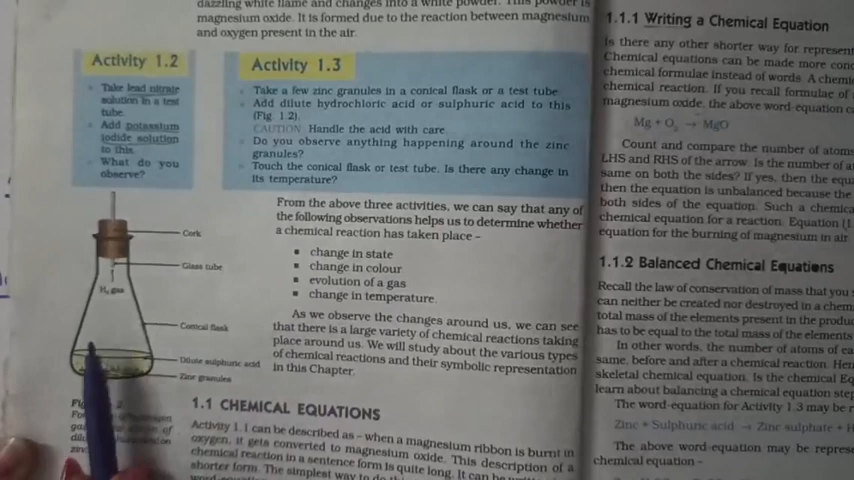 dazzling white flame and changes into a white powder. This powder is
magnesium oxide. It is formed due to the reaction between magnesium
and oxygen present in the air.
Activity 1.2
Take lead nitrate
solution in a test
tube.
Add potassium
iodide solution
to this.
What do you
observe?
Activity 1.3
Take a few zinc granules in a conical flask or a test tube.
Add dilute hydrochloric acid or sulphuric acid to this
(Fig 1.2).
CAUTION Handle the acid with care.
Do you observe anything happening around the zinc
granules?
Touch the conical flask or test tube. Is there any change in
its temperature?
Cork
Glass tube
H₂ gas
Conical flask
Dilute sulphuric acid
Zinc granules
From the above three activities, we can say that any of
the following observations helps us to determine whether
a chemical reaction has taken place –
change in state
change in colour
evolution of a gas
change in temperature.
As we observe the changes around us, we can see
that there is a large variety of chemical reactions taking
place around us. We will study about the various types
of chemical reactions and their symbolic representation
in this Chapter.
1.1 CHEMICAL EQUATIONS
Activity 1.1 can be described as – when a magnesium ribbon is burnt in
oxygen, it gets converted to magnesium oxide. This description of a
chemical reaction in a sentence form is quite long. It can be written
shorter form. The simplest way to do
1.1.1 Writing a Chemical Equation
Is there any other shorter way for
Chemical equations can be made more
chemical formulae instead of words. A
chemical reaction. If you recall formulae of
magnesium oxide, the above word-equation
Mg + O₂ → MgO
Count and compare the number of atoms
LHS and RHS of the arrow. Is the number of
same on both the sides? If yes, then the
then the equation is unbalanced because the
both sides of the equation. Such a
chemical equation for a reaction. Equation
equation for the burning of magnesium in air.
1.1.2 Balanced Chemical Equations
Recall the law of conservation of mass that you
can neither be created nor destroyed in a
total mass of the elements present in the
has to be equal to the total mass of the elements
In other words, the number of atoms of
same, before and after a chemical reaction.
skeletal chemical equation. Is the chemical
learn about balancing a chemical equation
The word-equation for Activity 1.3 may be
Zinc + Sulphuric acid → Zinc sulphate +
The above word equation may be
chemical equation –